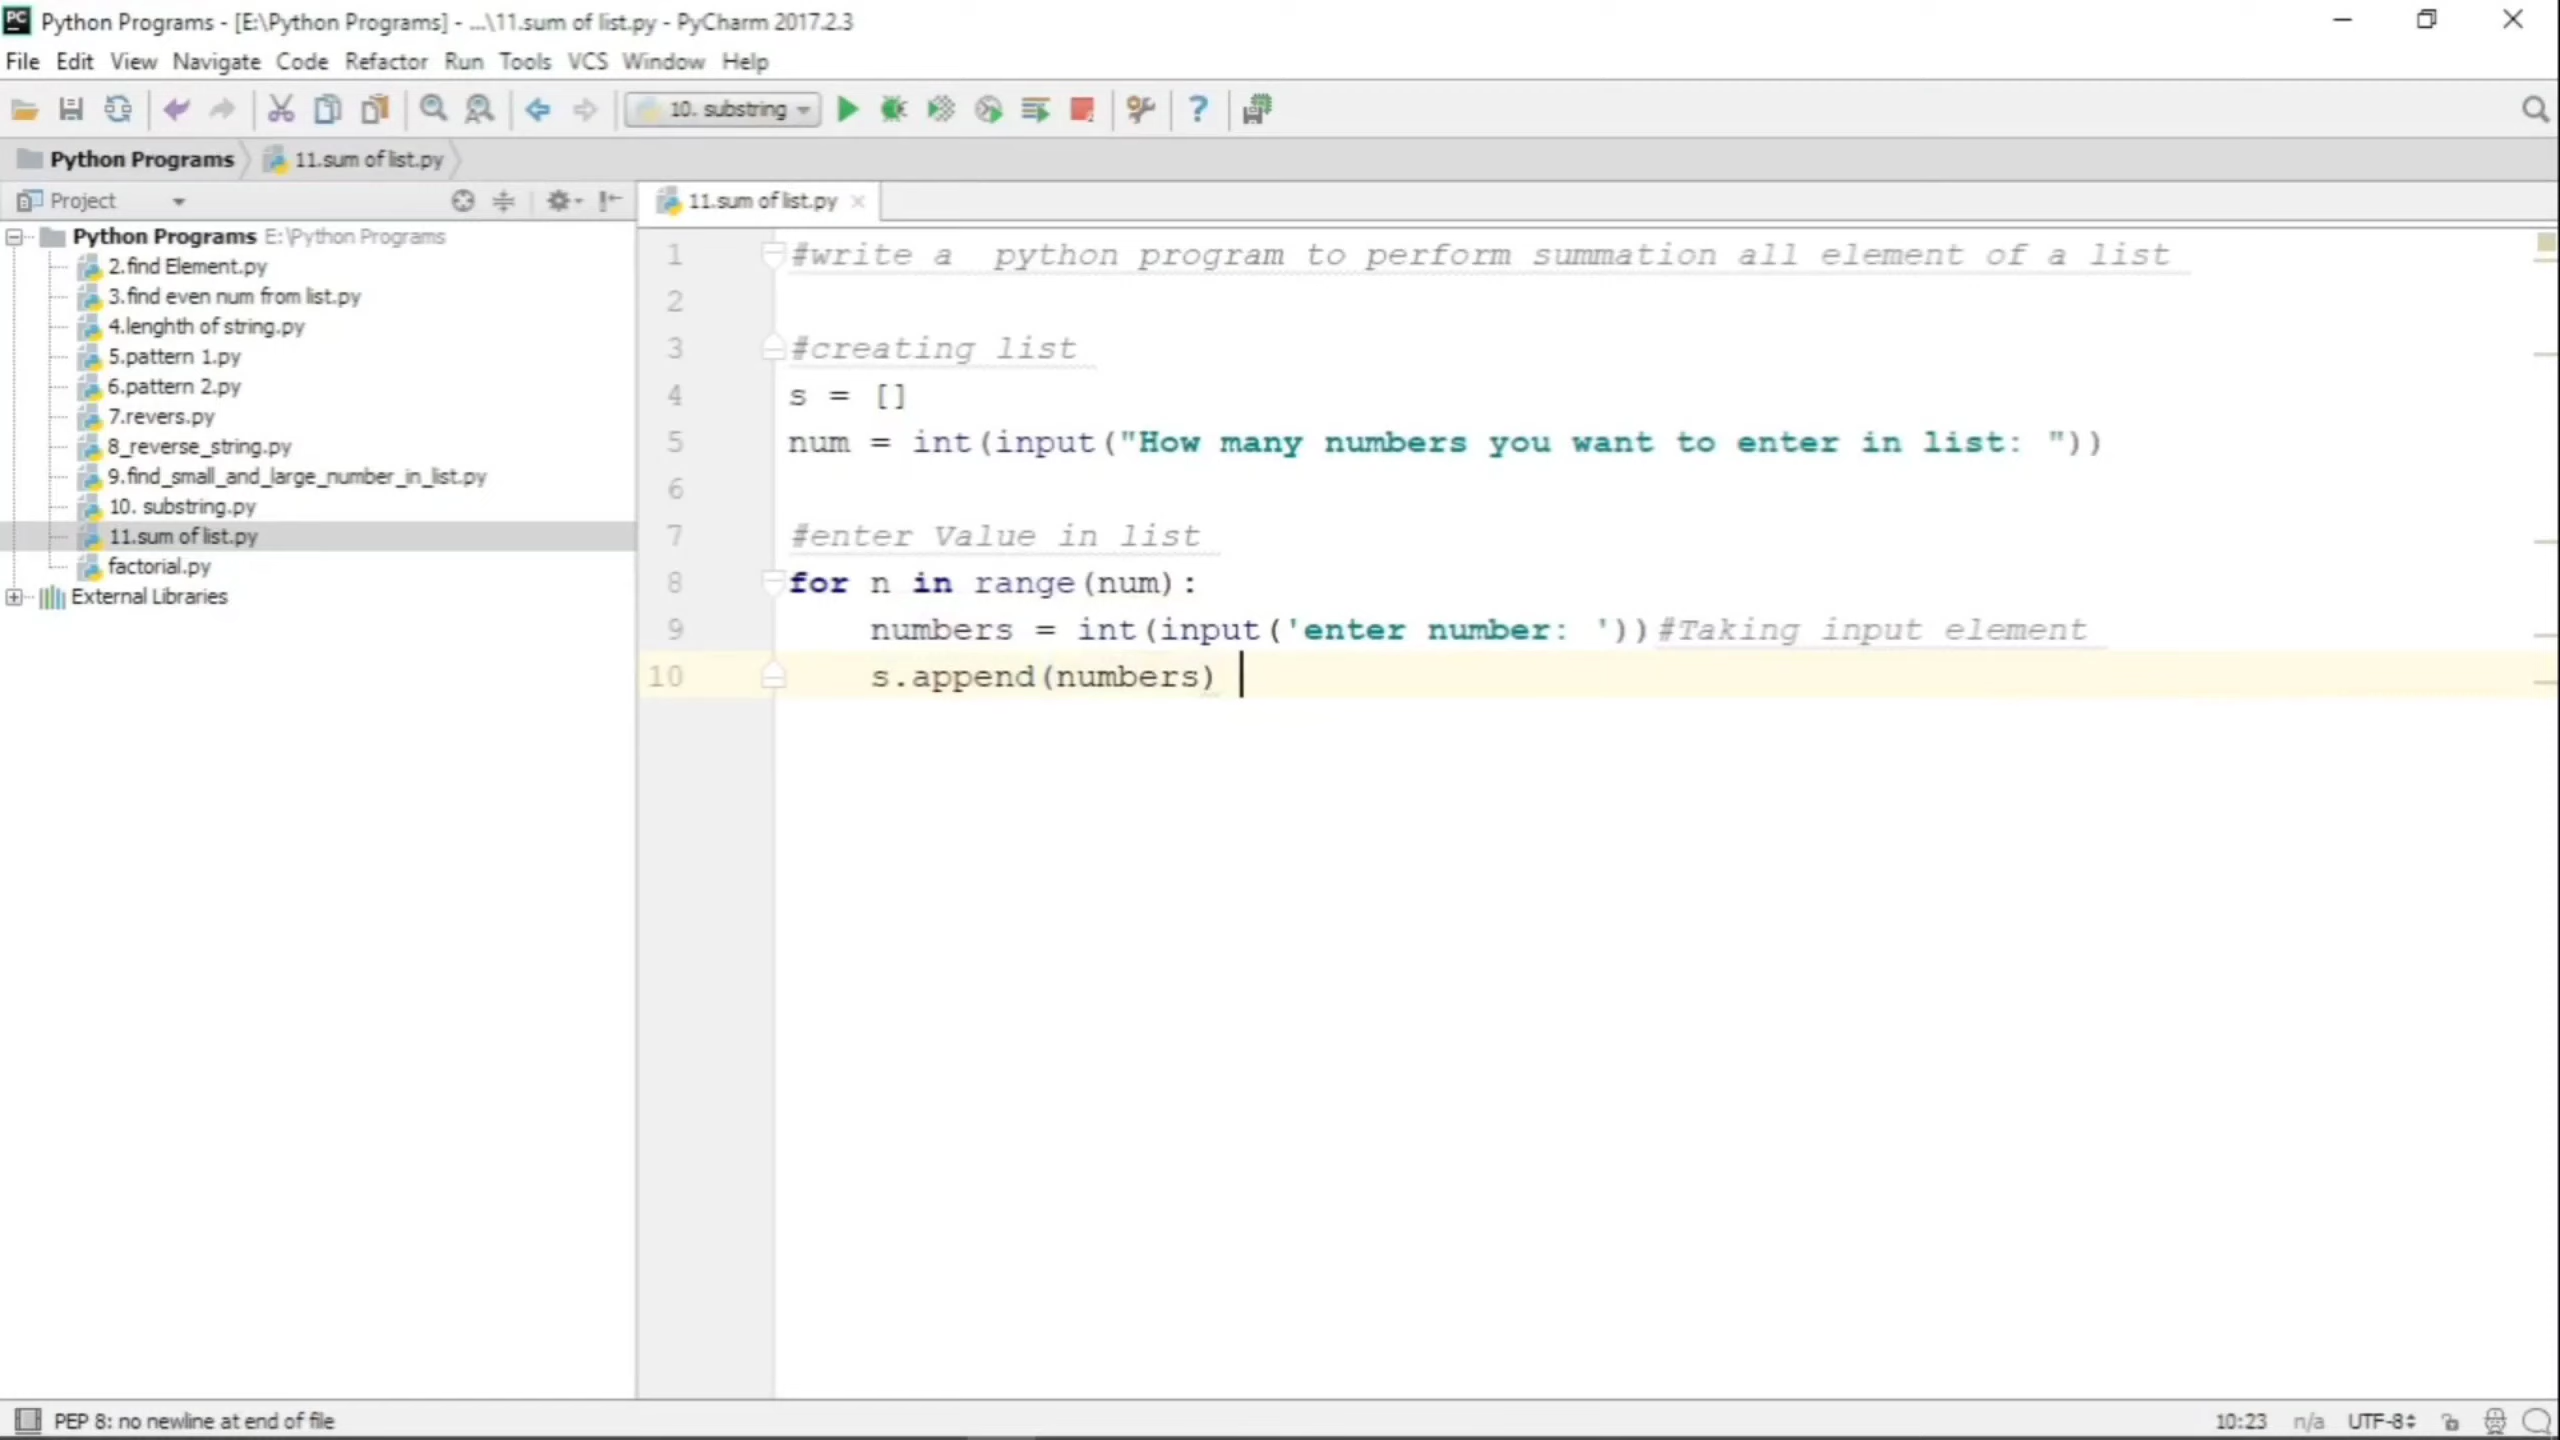 Python Programs - [E:\Python Programs] - ...\11.sum of list.py - PyCharm 2017.2.3
File Edit View Navigate Code Refactor Run Tools VCS Window Help
10. substring
Python Programs 11.sum of list.py
Project
11.sum of list.py
Python Programs E:\Python Programs
2.find Element.py
3.find even num from list.py
4.lenghth of string.py
5.pattern 1.py
6.pattern 2.py
7.revers.py
8_reverse_string.py
9.find_small_and_large_number_in_list.py
10. substring.py
11.sum of list.py
factorial.py
External Libraries
1 #write a  python program to perform summation all element of a list
2
3 #creating list
4 s = []
5 num = int(input("How many numbers you want to enter in list: "))
6
7 #enter Value in list
8 for n in range(num):
9     numbers = int(input('enter number: '))#Taking input element
10     s.append(numbers)
PEP 8: no newline at end of file
10:23 n/a UTF-8